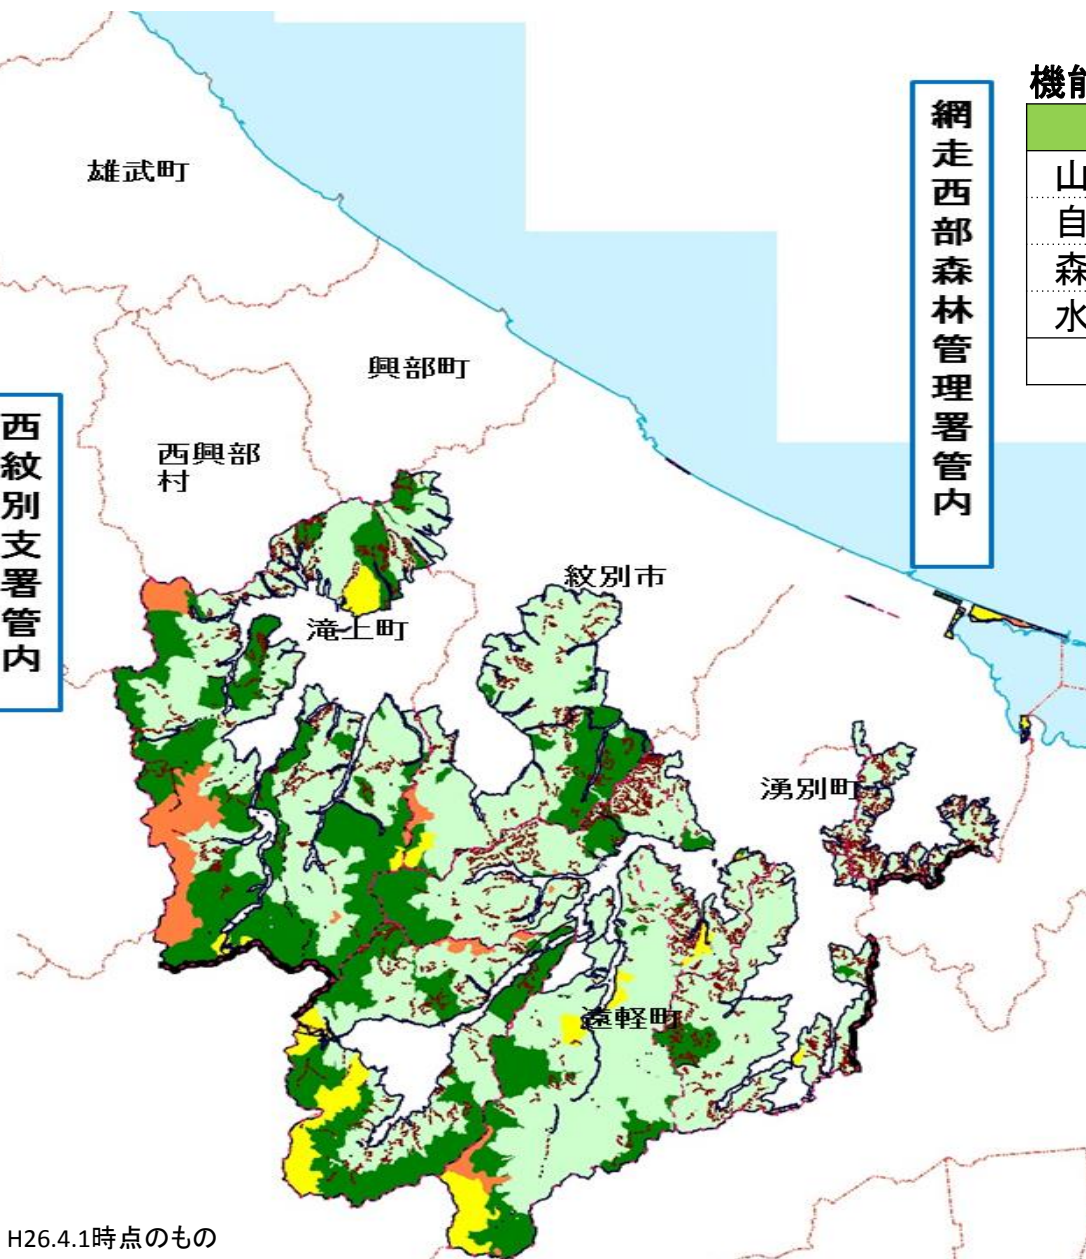 網走西部森林管理署管内
機能
山
自
森
水
雄武町
興部町
西紋別支署管内
西興部
村
紋別市
滝上町
湧別町
遠軽町
H26.4.1時点のもの